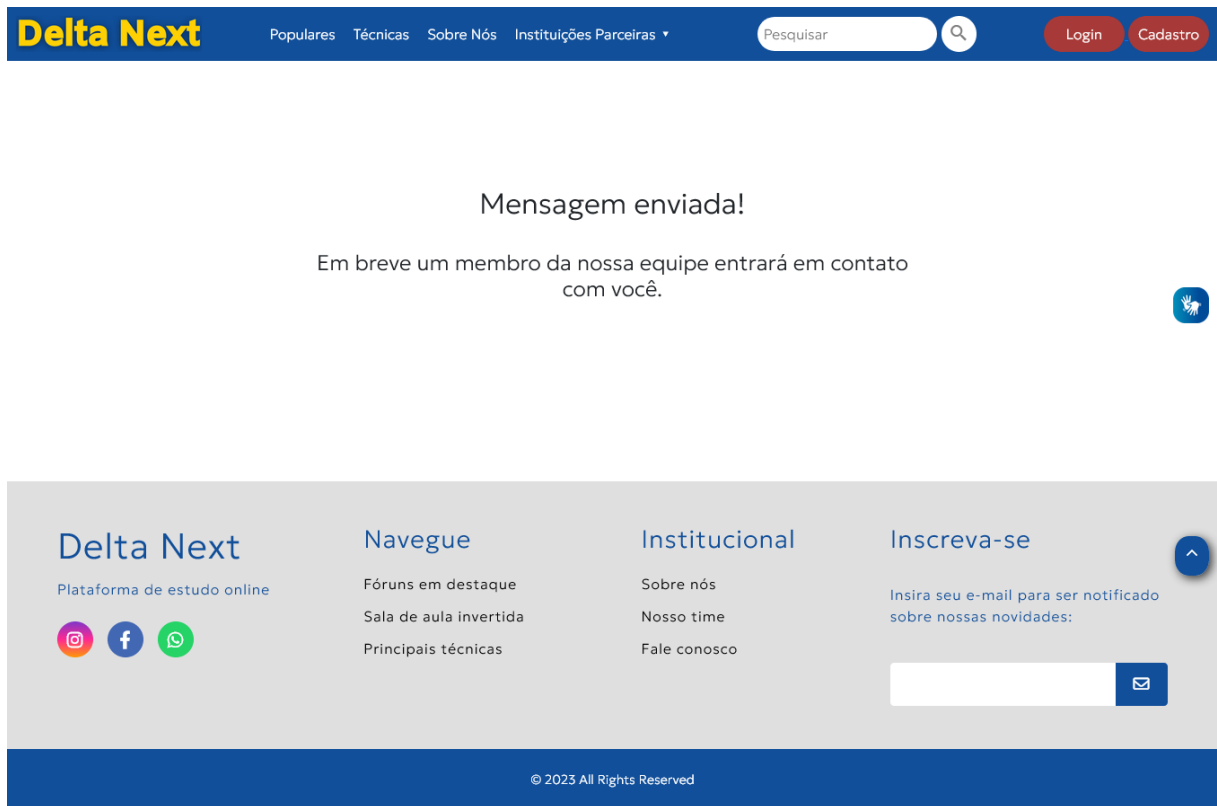 Delta Next
Populares Técnicas Sobre Nós Instituições Parceiras ▾
Pesquisar
Login
Cadastro
Mensagem enviada!
Em breve um membro da nossa equipe entrará em contato
com você.
Delta Next
Plataforma de estudo online
Navegue
Fóruns em destaque
Sala de aula invertida
Principais técnicas
Institucional
Sobre nós
Nosso time
Fale conosco
Inscreva-se
Insira seu e-mail para ser notificado
sobre nossas novidades:
© 2023 All Rights Reserved